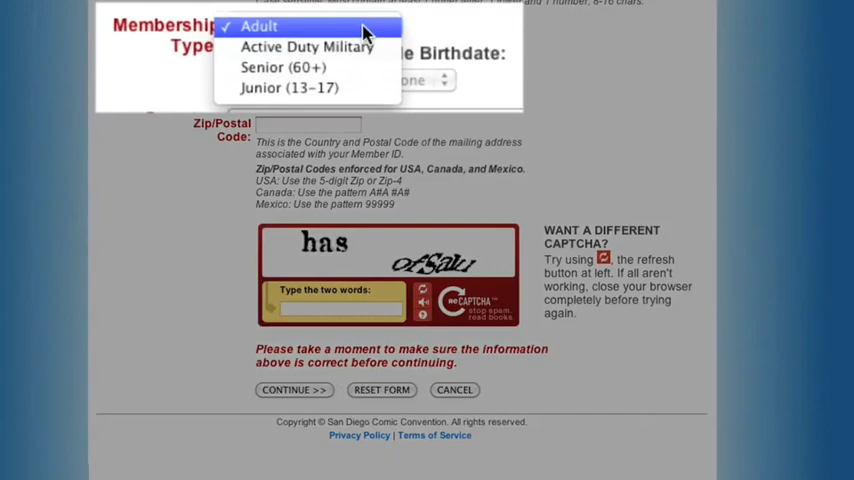 Membership
Type
✓ Adult
Active Duty Military
Senior (60+)
Junior (13-17)
Birthdate:
Zip/Postal
Code:
This is the Country and Postal Code of the mailing address
associated with your Member ID.
Zip/Postal Codes enforced for USA, Canada, and Mexico.
USA: Use the 5-digit Zip or Zip-4
Canada: Use the pattern A#A #A#
Mexico: Use the pattern 99999
has
Type the two words:
reCAPTCHA™
stop spam.
read books.
WANT A DIFFERENT
CAPTCHA?
Try using , the refresh
button at left. If all aren't
working, close your browser
completely before trying
again.
Please take a moment to make sure the information
above is correct before continuing.
CONTINUE >> RESET FORM CANCEL
Copyright © San Diego Comic Convention. All rights reserved.
Privacy Policy | Terms of Service